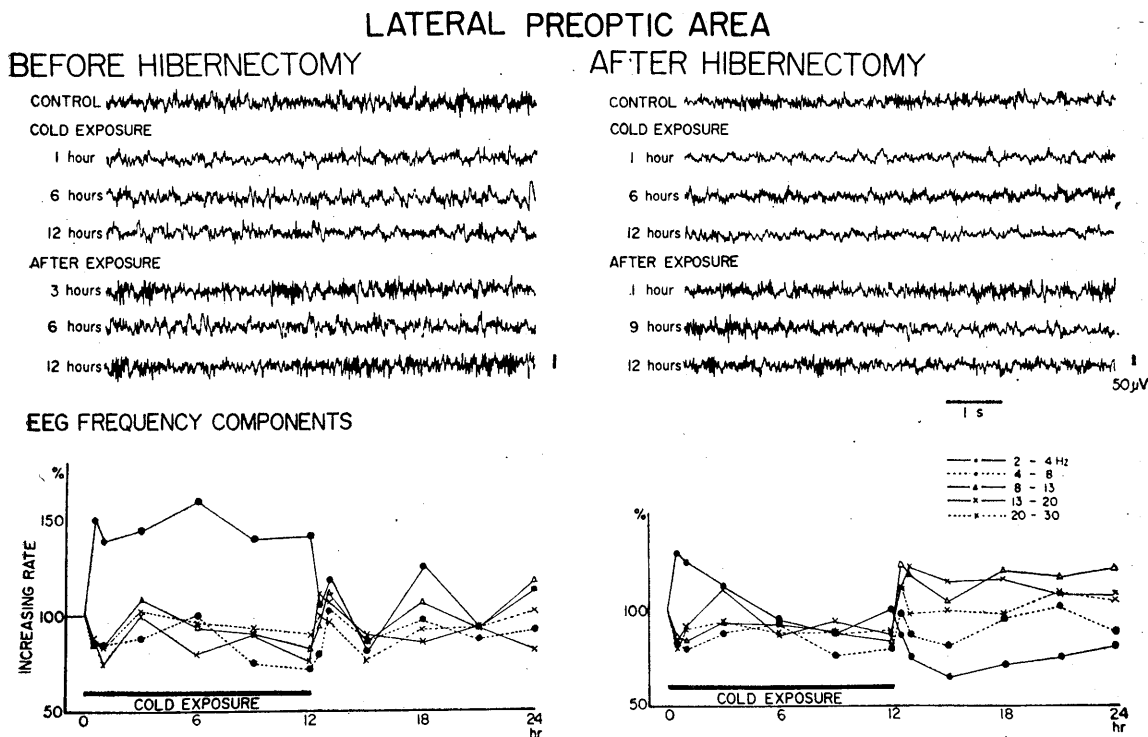 LATERAL PREOPTIC AREA
BEFORE HIBERNECTOMY
CONTROL
COLD EXPOSURE
1 hour
6 hours
12 hours
AFTER EXPOSURE
3 hours
6 hours
12 hours
AFTER HIBERNECTOMY
CONTROL
COLD EXPOSURE
1 hour
6 hours
12 hours
AFTER EXPOSURE
1 hour
9 hours
12 hours
50 μV
1 s
EEG FREQUENCY COMPONENTS
%
150
100
50
INCREASING RATE
COLD EXPOSURE
0 6 12 18 24
hr
2 - 4 Hz
4 - 8
8 - 13
13 - 20
20 - 30
%
100
50
COLD EXPOSURE
0 6 12 18 24
hr